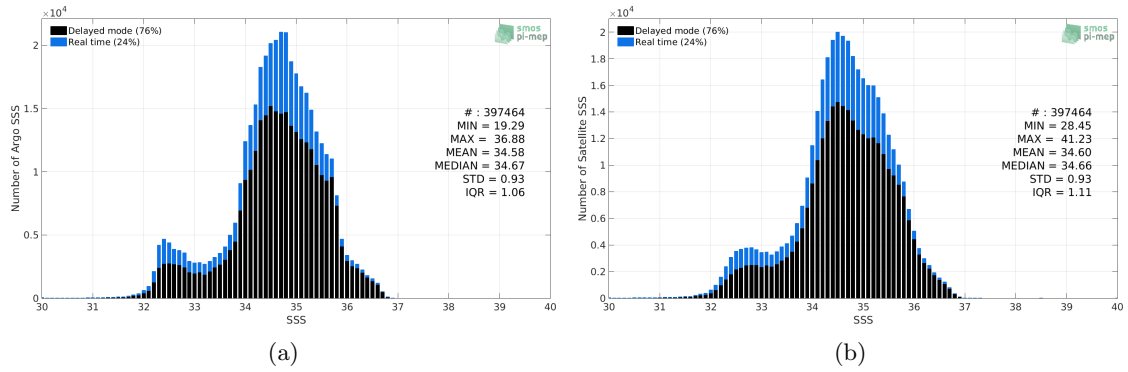 ×10⁴
Delayed mode (76%)
Real time (24%)
smos
pi-mep
2
1.5
1
0.5
0
Number of Argo SSS
# : 397464
MIN = 19.29
MAX = 36.88
MEAN = 34.58
MEDIAN = 34.67
STD = 0.93
IQR = 1.06
30 31 32 33 34 35 36 37 38 39 40
SSS
(a)
×10⁴
Delayed mode (76%)
Real time (24%)
smos
pi-mep
2
1.8
1.6
1.4
1.2
1
0.8
0.6
0.4
0.2
0
Number of Satellite SSS
# : 397464
MIN = 28.45
MAX = 41.23
MEAN = 34.60
MEDIAN = 34.66
STD = 0.93
IQR = 1.11
30 31 32 33 34 35 36 37 38 39 40
SSS
(b)